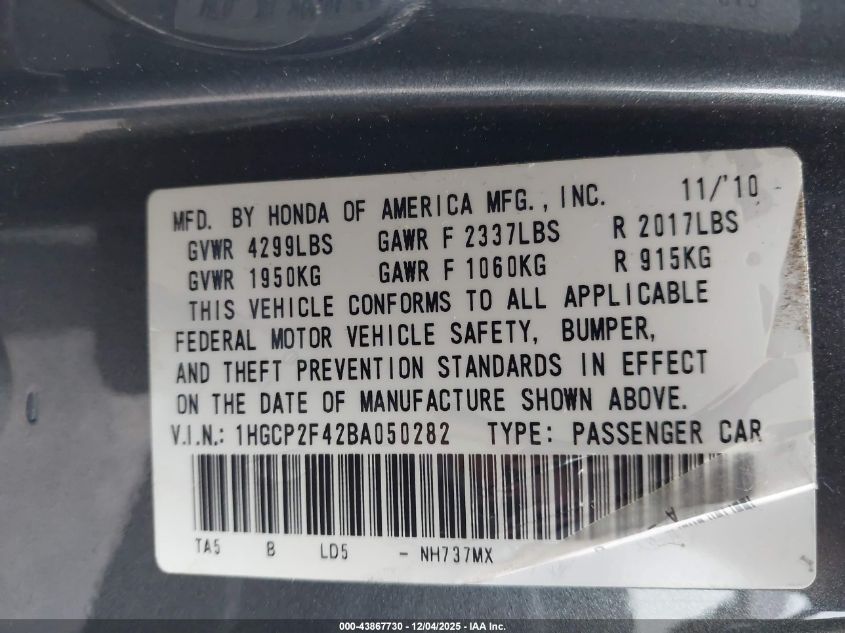 MFD. BY HONDA OF AMERICA MFG., INC. 11/'10
GVWR 4299LBS GAWR F 2337LBS R 2017LBS
GVWR 1950KG GAWR F 1060KG R 915KG
THIS VEHICLE CONFORMS TO ALL APPLICABLE
FEDERAL MOTOR VEHICLE SAFETY, BUMPER,
AND THEFT PREVENTION STANDARDS IN EFFECT
ON THE DATE OF MANUFACTURE SHOWN ABOVE.
V.I.N.: 1HGCP2F42BA050282 TYPE: PASSENGER CAR
TA5 B LD5 - NH737MX
000-43867730 - 12/04/2025 - IAA Inc.